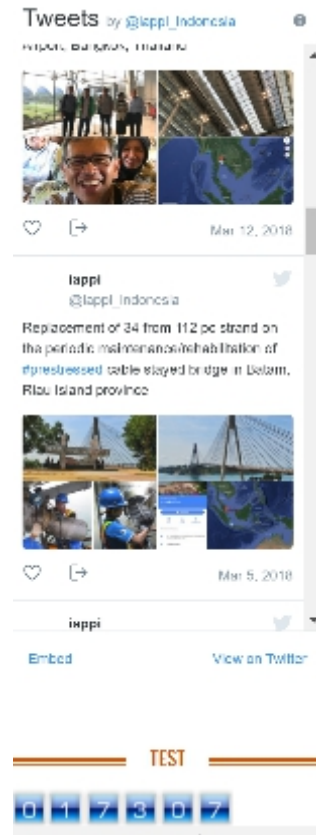 Tweets by @iappi_Indonesia
Airport, Bangkok, Thailand
Mar 12, 2018
iappi
@iappi_Indonesia
Replacement of 34 from 112 pc strand on
the periodic maintenance/rehabilitation of
#prestressed cable stayed bridge in Batam,
Riau Island province
Mar 5, 2018
iappi
Embed
View on Twitter
TEST
017307